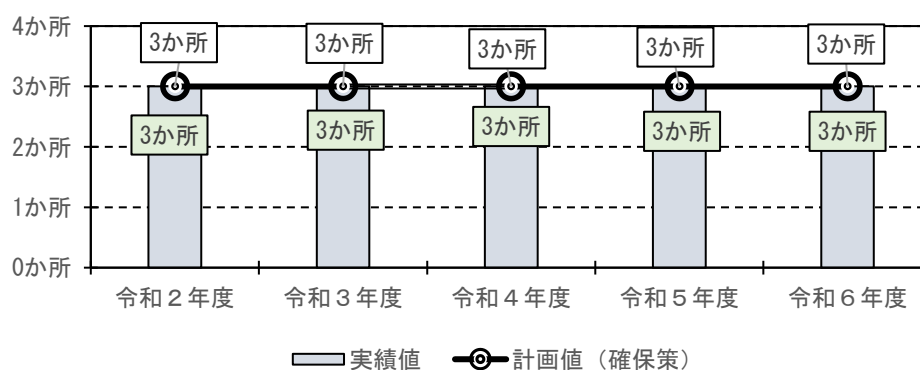 4か所
3か所
2か所
1か所
0か所
3か所
3か所
3か所
3か所
3か所
3か所
3か所
3か所
3か所
3か所
令和２年度
令和３年度
令和４年度
令和５年度
令和６年度
実績値
計画値（確保策）